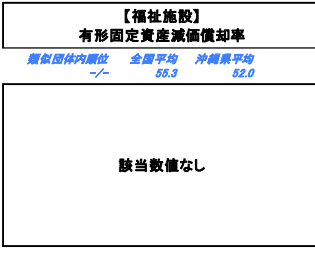 【福祉施設】
有形固定資産減価償却率
類似団体内順位 全国平均 沖縄県平均
-/- 55.3 52.0
該当数値なし